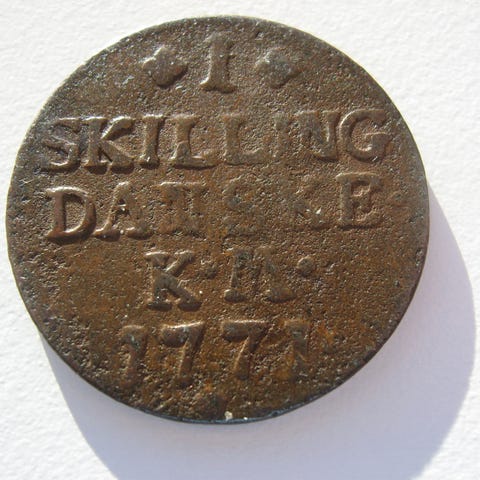 1
SKILLING
DANSKE·
K·M·
1771·